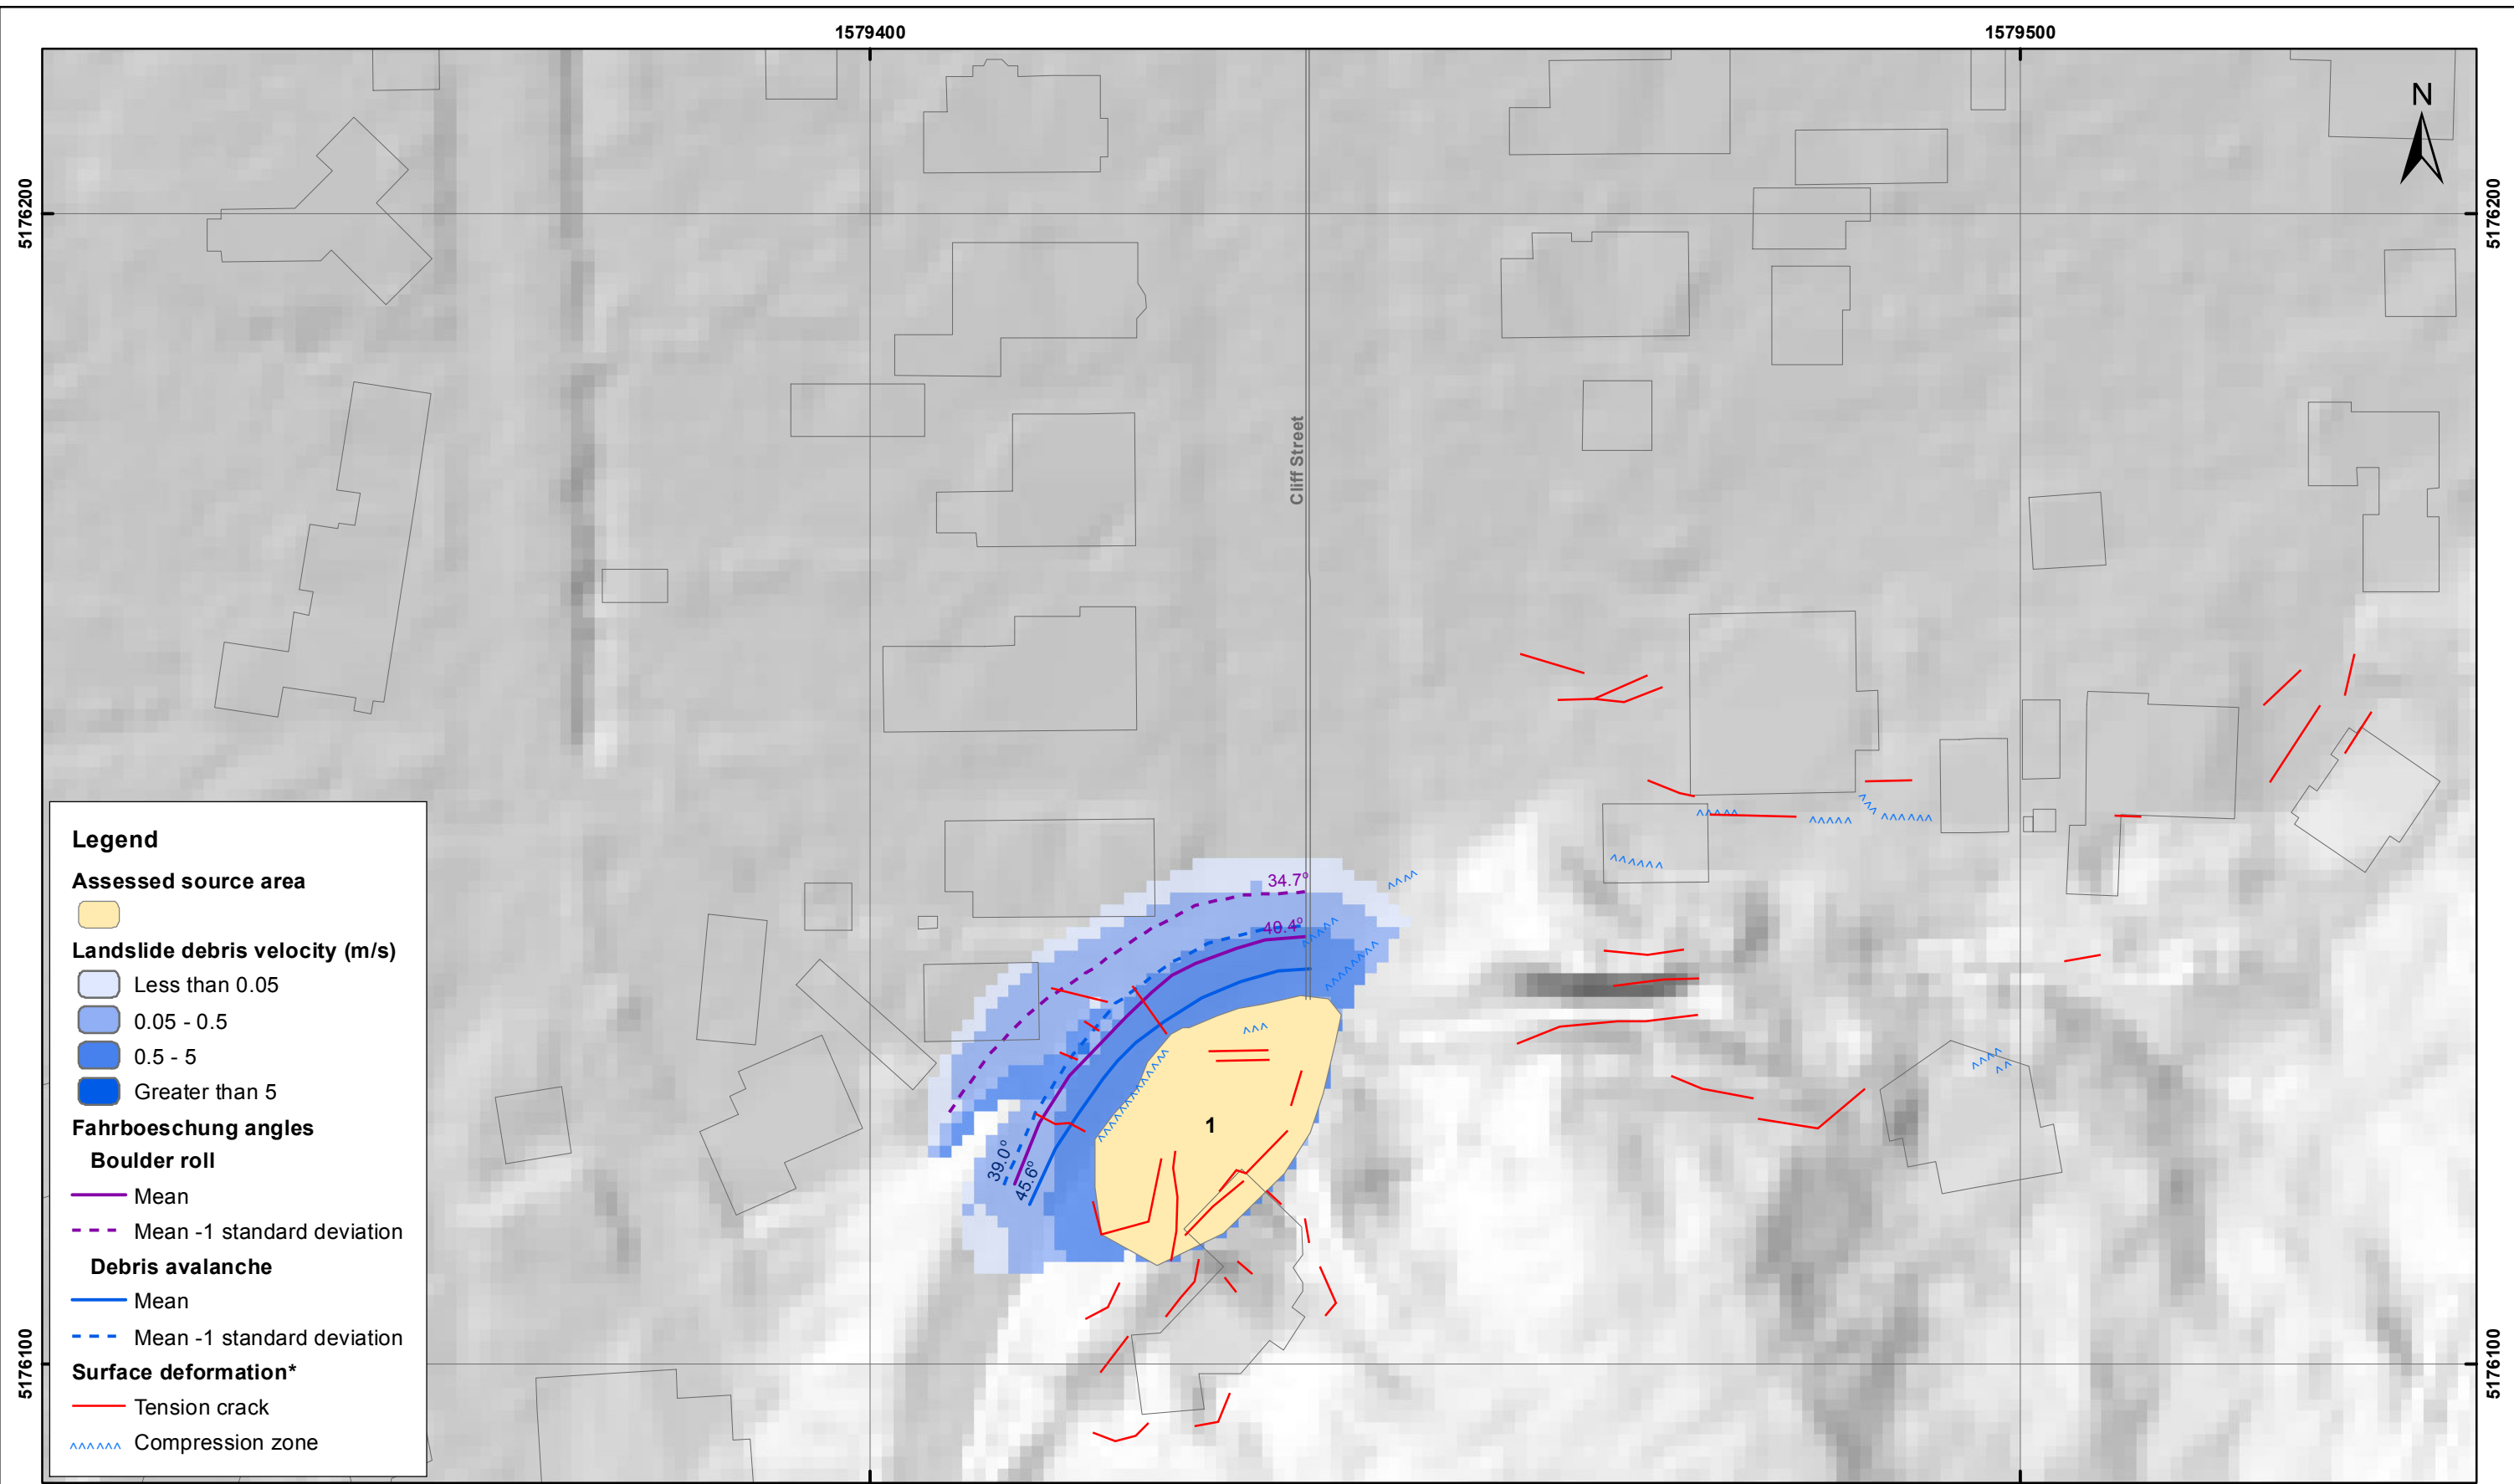 1579400
1579500
N
5176200
5176200
Cliff Street
34.7°
40.4°
1
39.0°
45.6°
Legend
Assessed source area
Landslide debris velocity (m/s)
Less than 0.05
0.05 - 0.5
0.5 - 5
Greater than 5
Fahrboeschung angles
Boulder roll
Mean
Mean -1 standard deviation
Debris avalanche
Mean
Mean -1 standard deviation
Surface deformation*
Tension crack
Compression zone
5176100
5176100